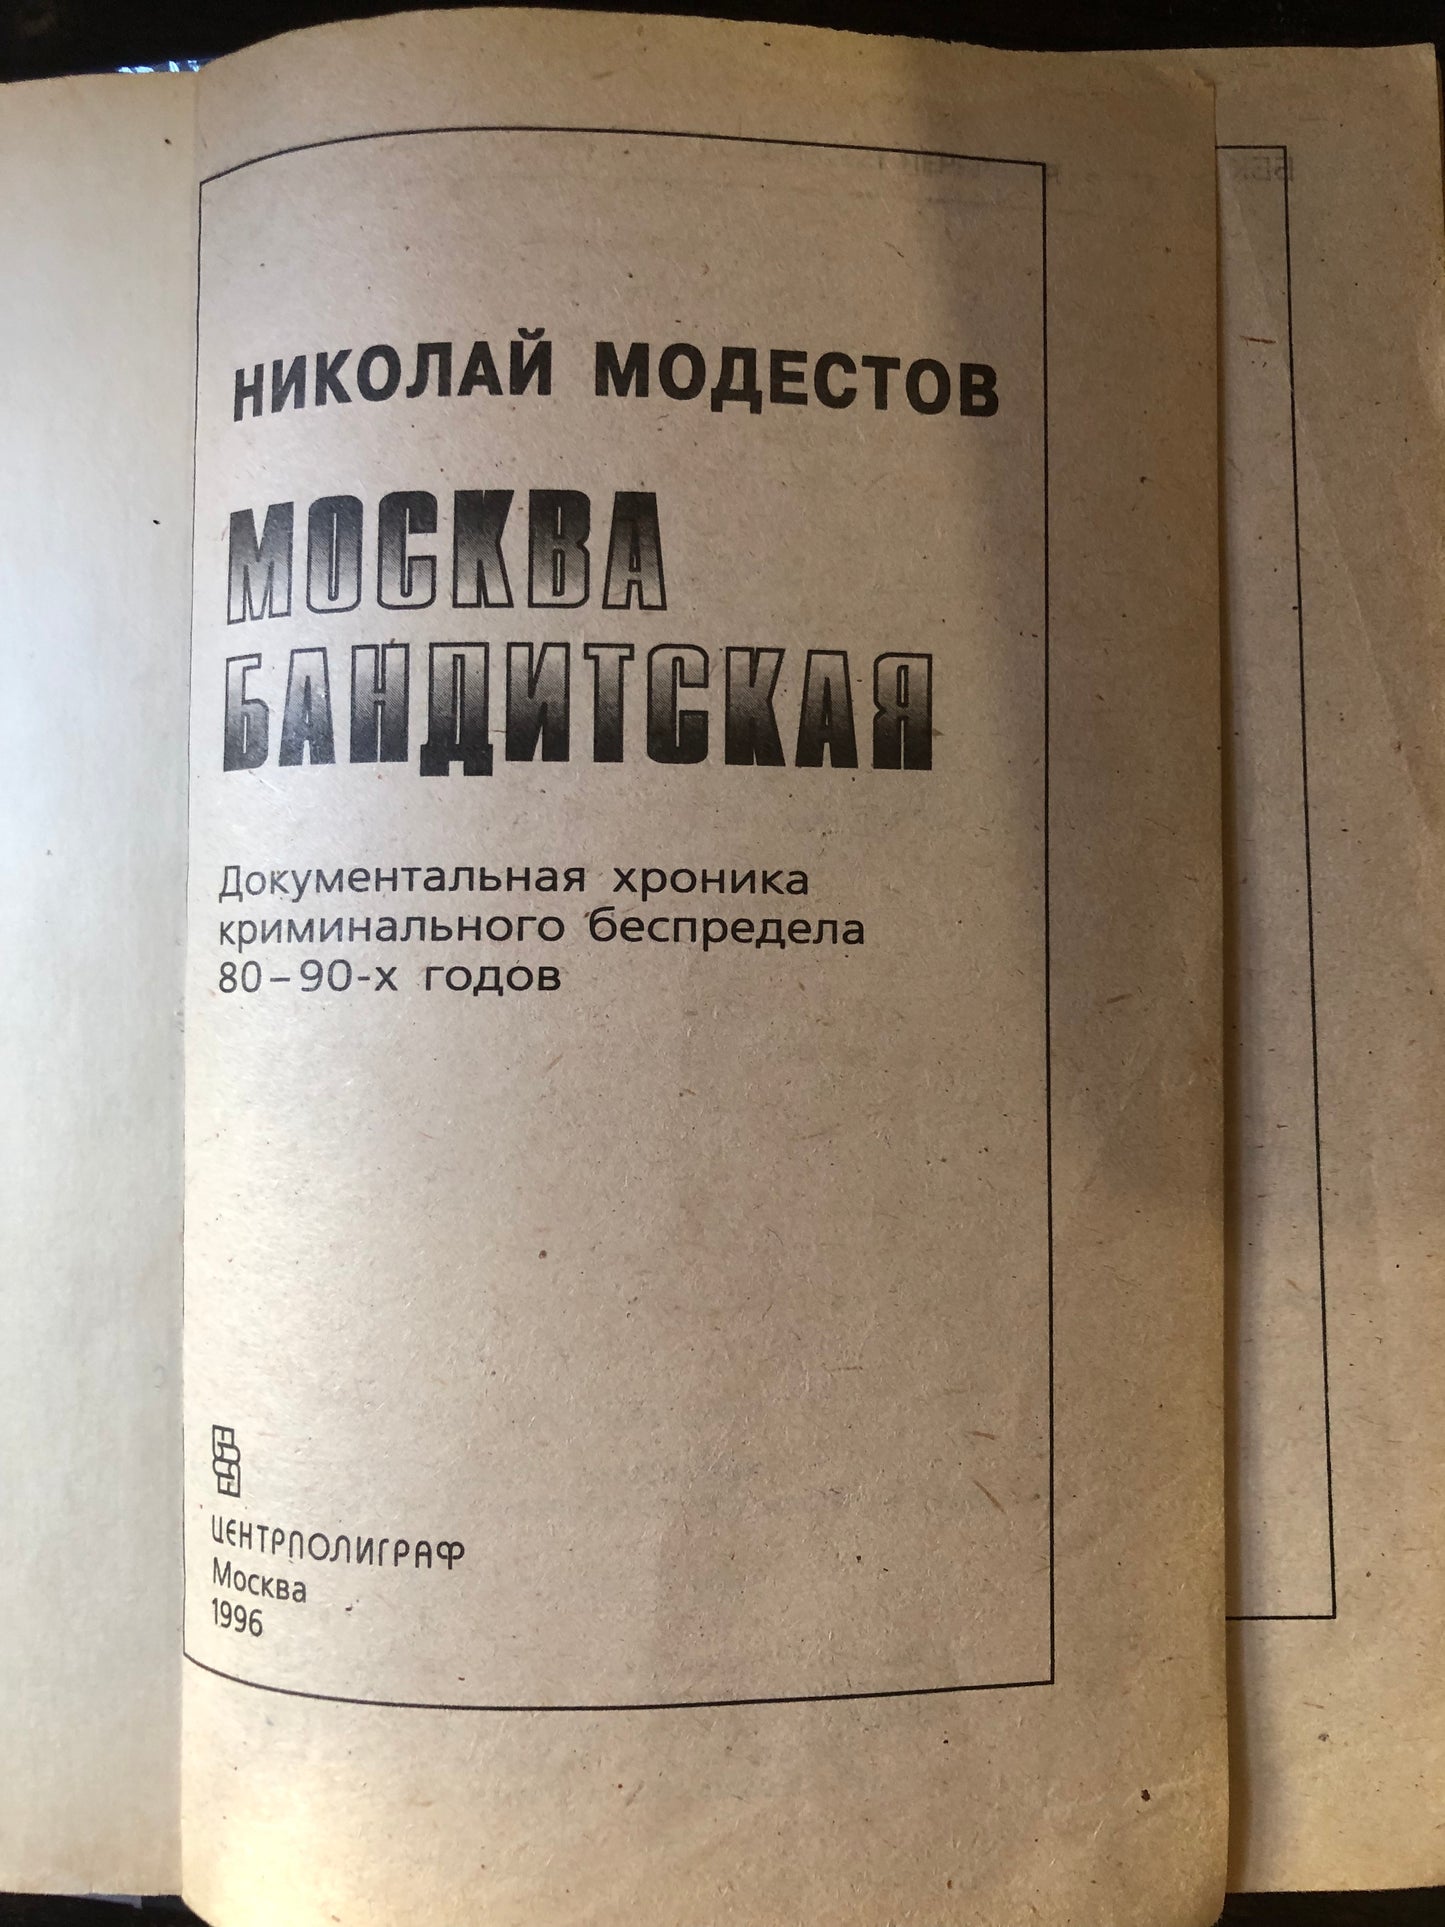 НИКОЛАЙ МОДЕСТОВ
МОСКВА
БАНДИТСКАЯ
Документальная хроника
криминального беспредела
80–90-х годов
ЦЕНТРПОЛИГРАФ
Москва
1996